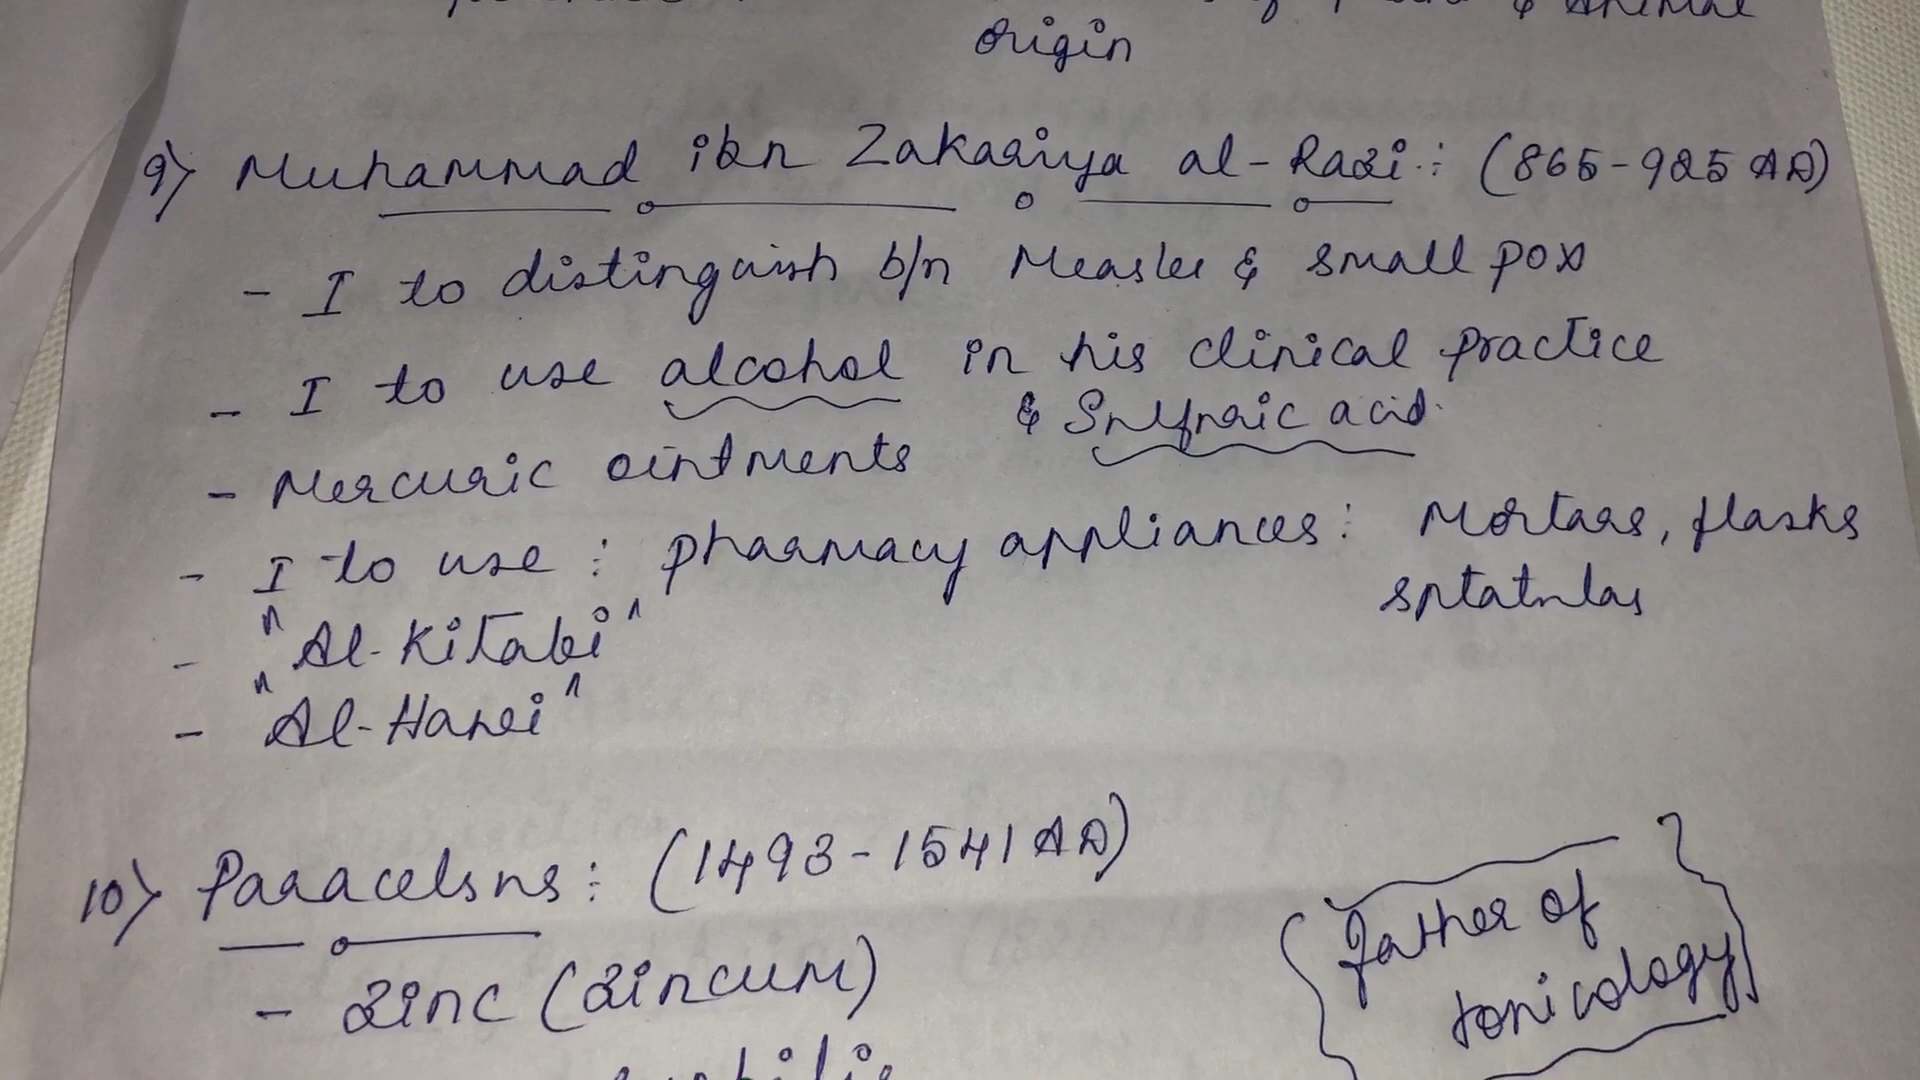 & Animal
origin
9) Muhammad ibn Zakariya al-Razi: (865-925 AD)
- I to distinguish b/n Measles & small pox
- I to use alcohol in his clinical practice
& Sulfuric acid.
- Mercuric ointments
- I to use : pharmacy appliances : Mortars, flasks
sptatulas
- "Al-Kitabi"
- "Al-Hawi"
10) Paracelsus : (1493-1541 AD)
{ father of
toxicology }
- Zinc (zincum)